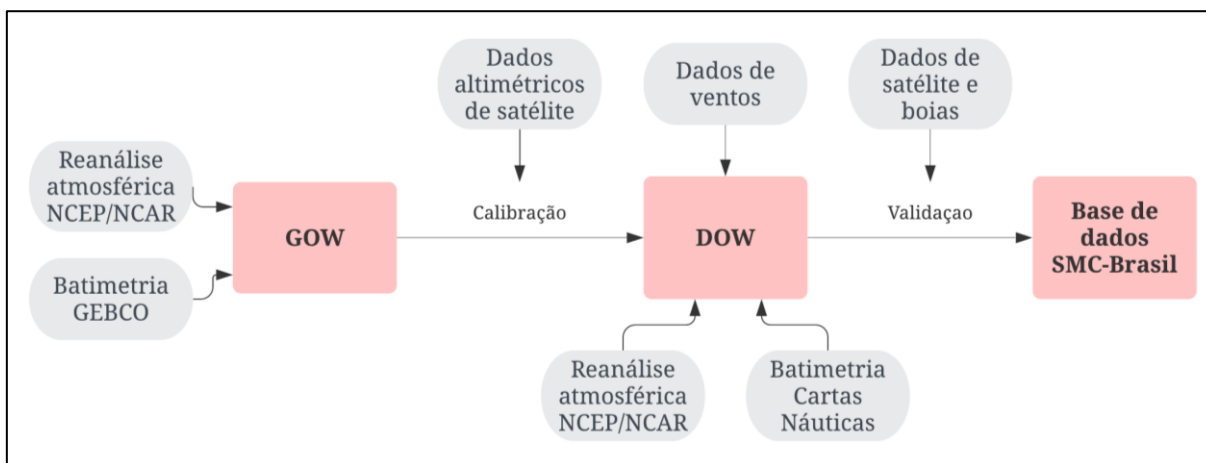 Dados
altimétricos
de satélite
Dados de
ventos
Dados de
satélite e
boias
Reanálise
atmosférica
NCEP/NCAR
Batimetria
GEBCO
GOW
Calibração
DOW
Validaçao
Base de
dados
SMC-Brasil
Reanálise
atmosférica
NCEP/NCAR
Batimetria
Cartas
Náuticas